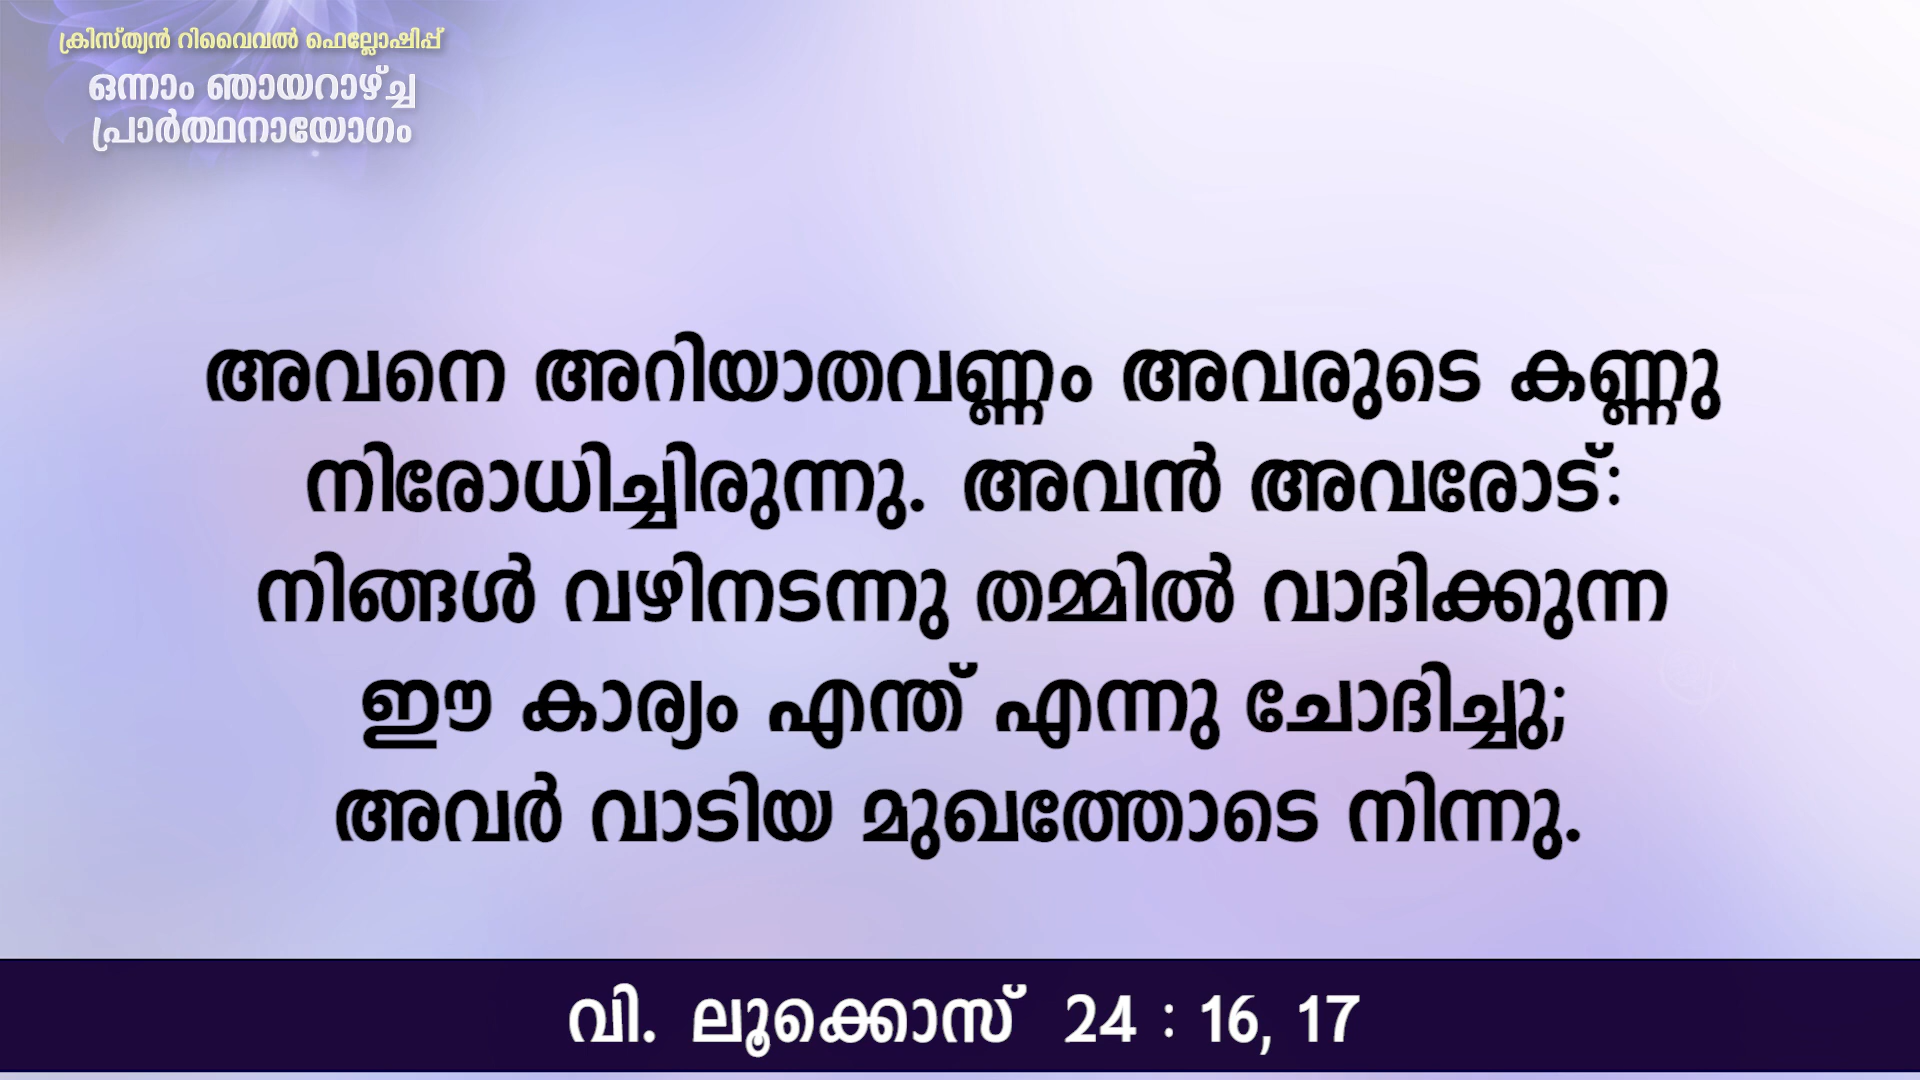 ക്രിസ്ത്യൻ റിവൈവൽ ഫെല്ലോഷിപ്പ്
ഒന്നാം ഞായറാഴ്ച്ച
പ്രാർത്ഥനായോഗം
അവനെ അറിയാതവണ്ണം അവരുടെ കണ്ണു
നിരോധിച്ചിരുന്നു. അവൻ അവരോട്:
നിങ്ങൾ വഴിനടന്നു തമ്മിൽ വാദിക്കുന്ന
ഈ കാര്യം എന്ത് എന്നു ചോദിച്ചു;
അവർ വാടിയ മുഖത്തോടെ നിന്നു.
വി. ലൂക്കൊസ് 24 : 16, 17